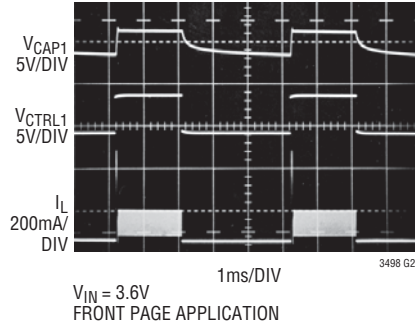 VCAP1
5V/DIV
VCTRL1
5V/DIV
IL
200mA/
DIV
1ms/DIV
3498 G2
VIN = 3.6V
FRONT PAGE APPLICATION